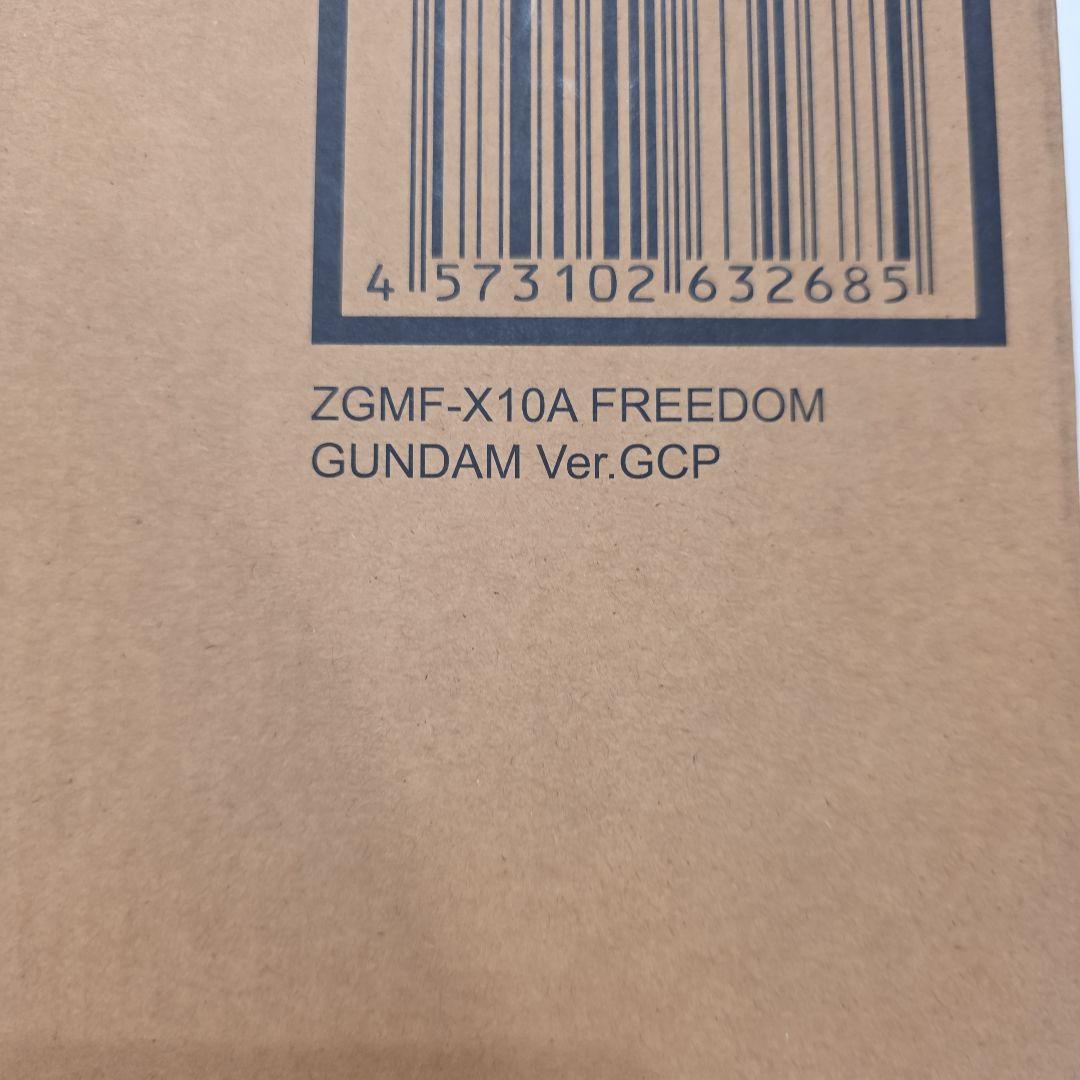 4 573102 632685
ZGMF-X10A FREEDOM
GUNDAM Ver.GCP